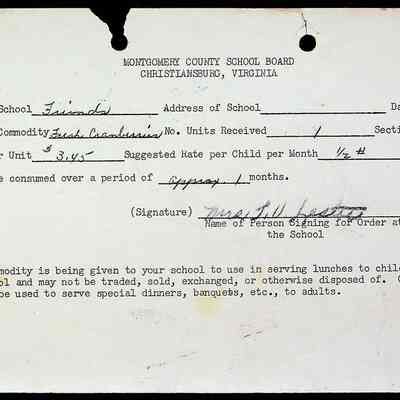 MONTGOMERY COUNTY SCHOOL BOARD
CHRISTIANSBURG, VIRGINIA
School Friends Address of School Da
Commodity Fresh Cranberries No. Units Received 1 Secti
r Unit $3.45 Suggested Rate per Child per Month 1/2 #
e consumed over a period of approx. 1 months.
(Signature) Mrs.
Name of Person Signing for Order at
the School
modity is being given to your school to use in serving lunches to chil
ol and may not be traded, sold, exchanged, or otherwise disposed of.
be used to serve special dinners, banquets, etc., to adults.